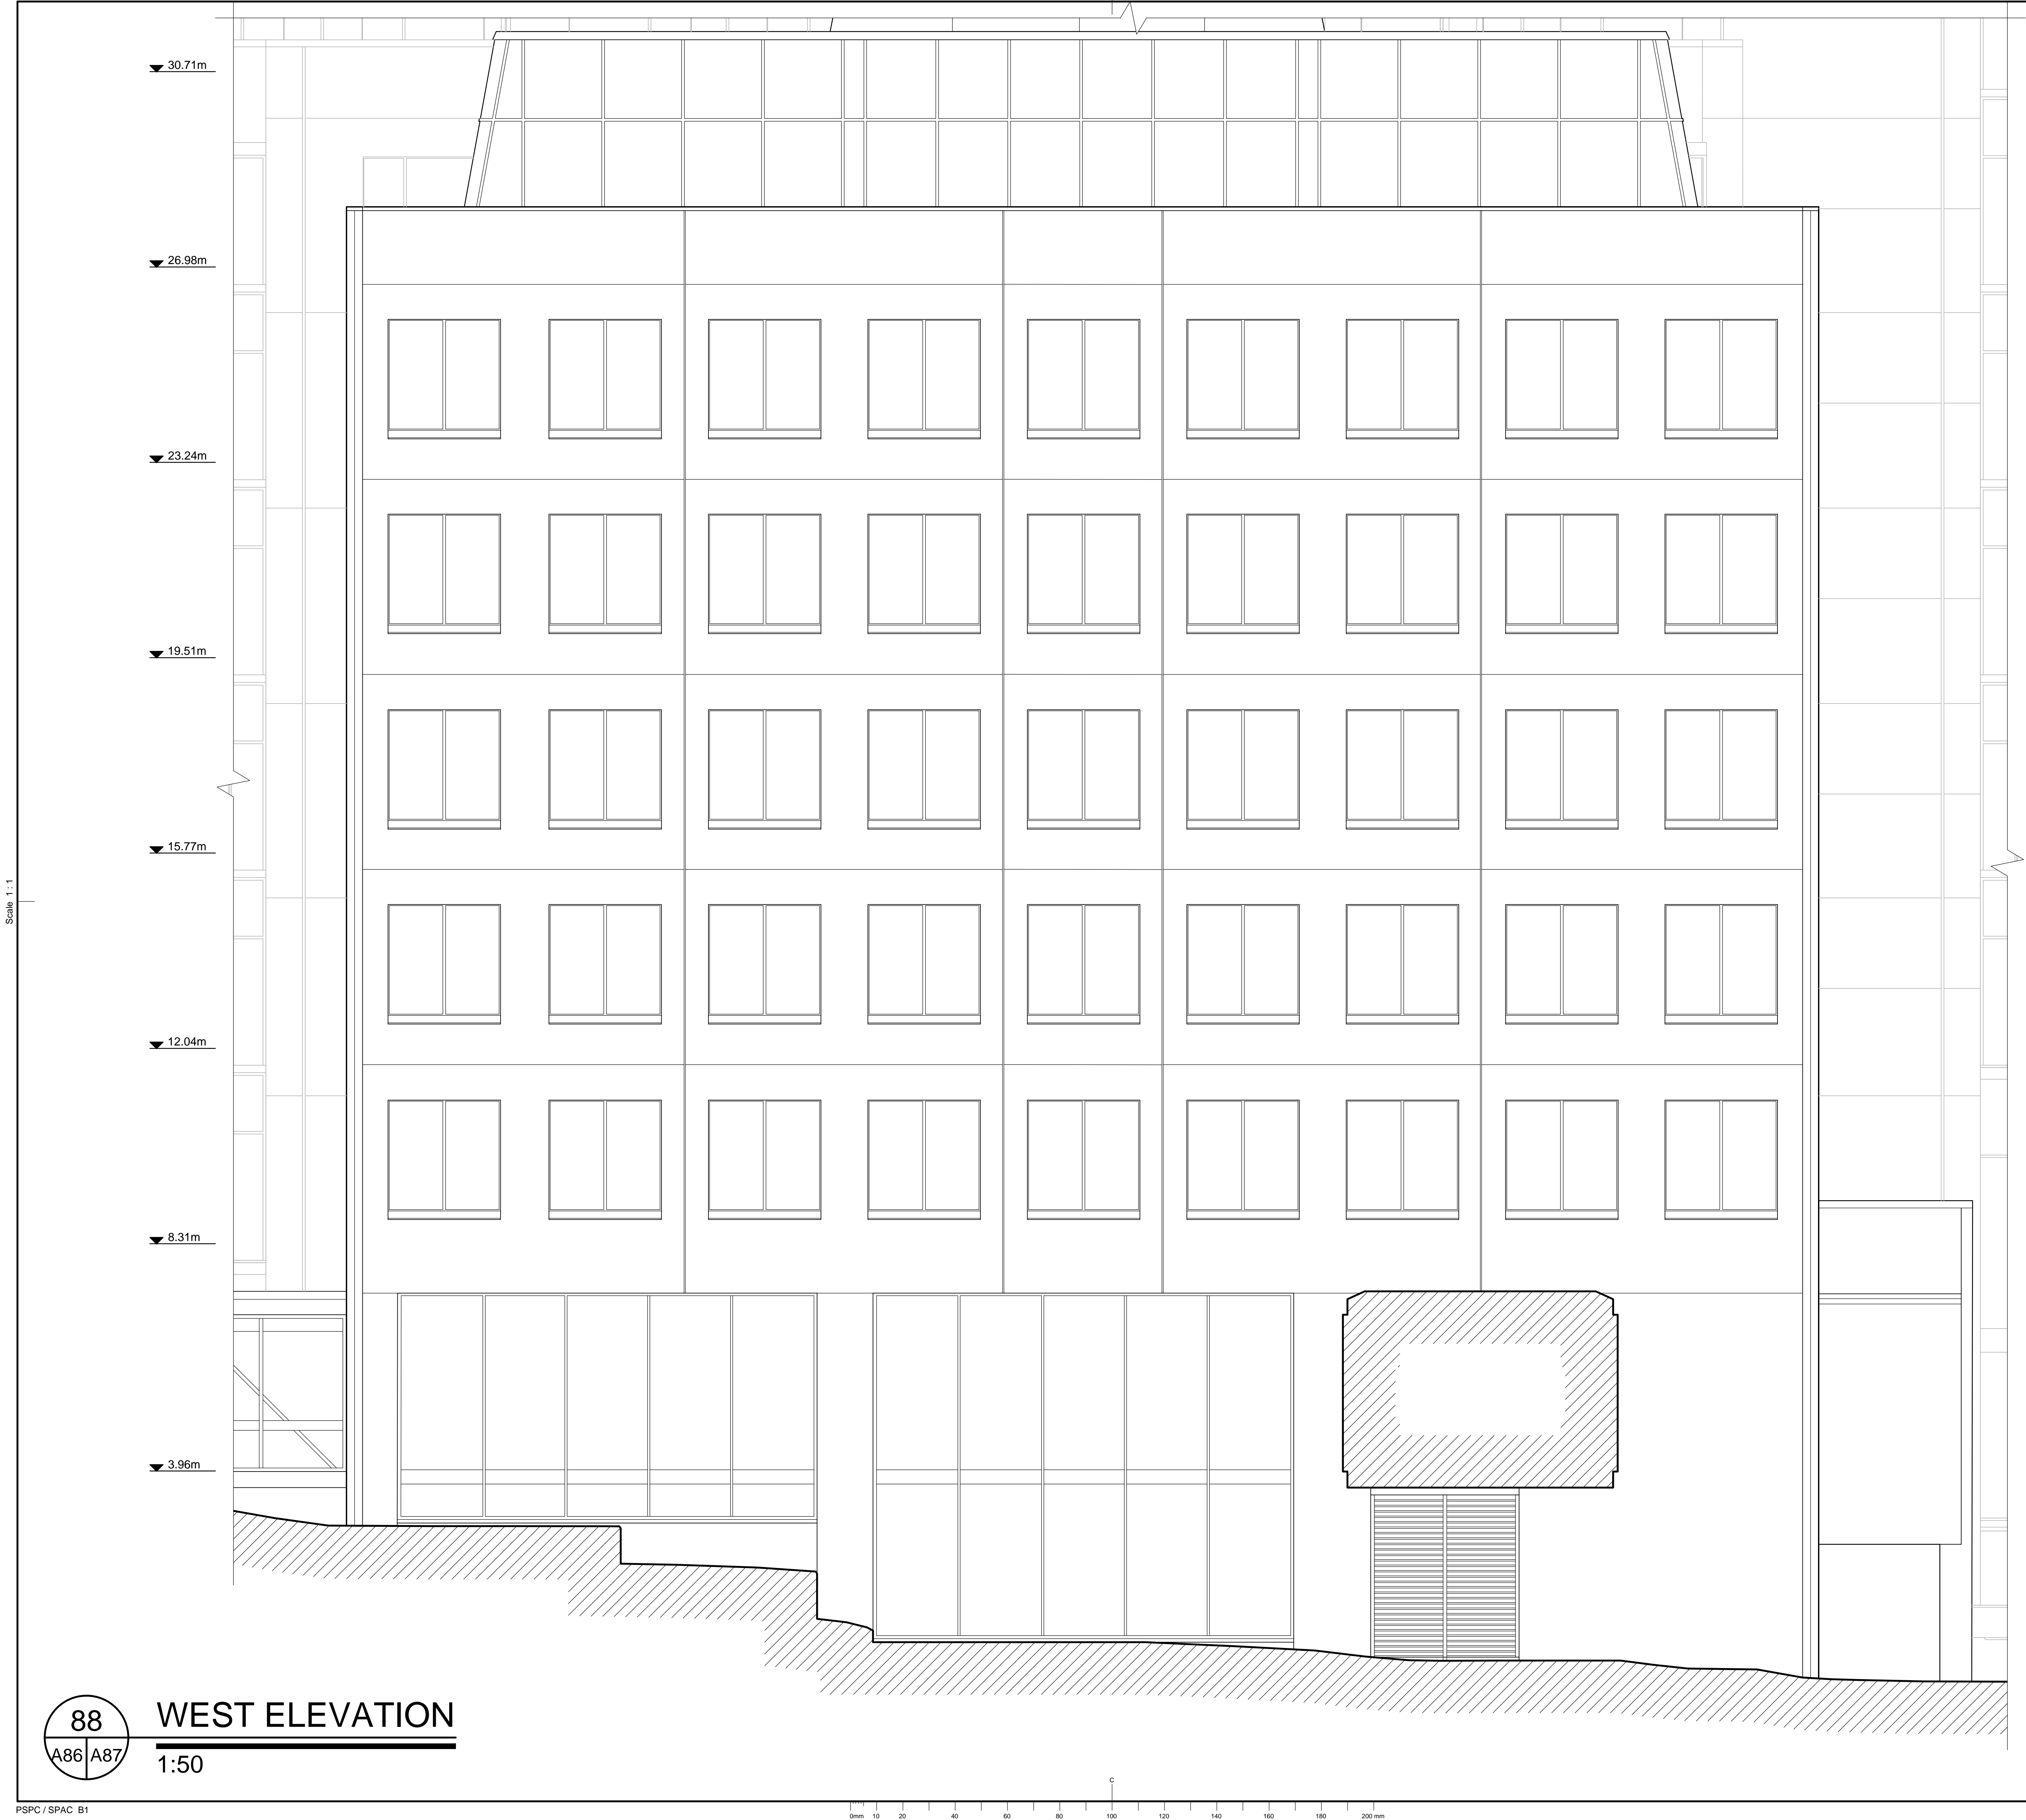 30.71m
26.98m
23.24m
19.51m
15.77m
12.04m
8.31m
3.96m
Scale 1 : 1
88
A86 A87
WEST ELEVATION
1:50
C
PSPC / SPAC B1
0mm 10 20 40 60 80 100 120 140 160 180 200 mm